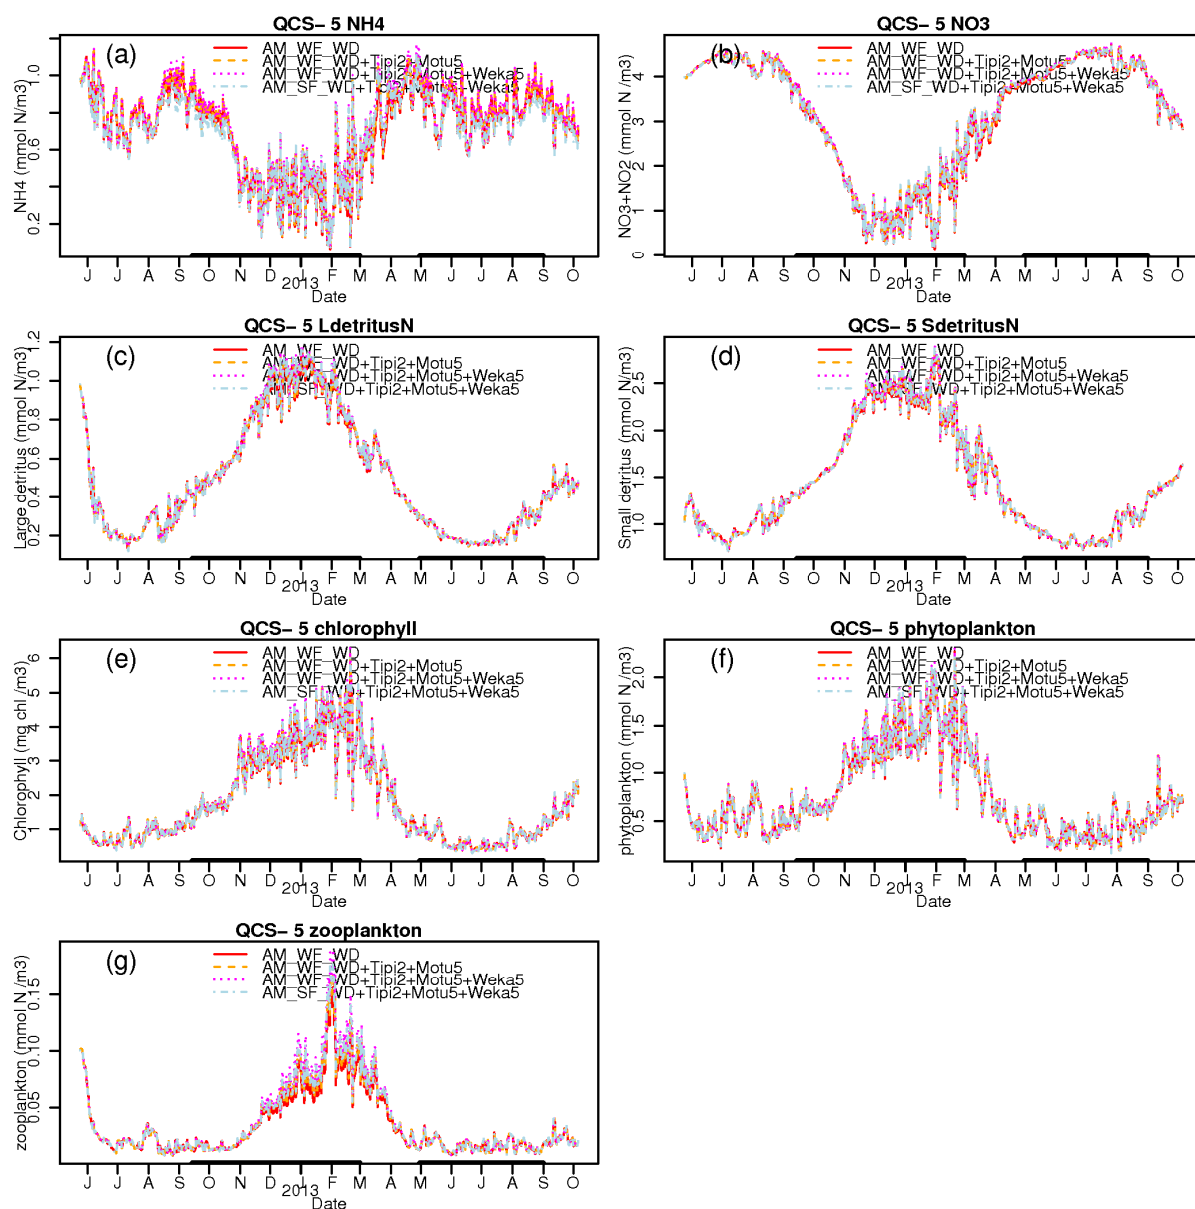 QCS− 5 NH4
(a)
AM_WF_WD
AM_WF_WD+Tipi2+Motu5
AM_WF_WD+Tipi2+Motu5+Weka5
AM_SF_WD+Tipi2+Motu5+Weka5
NH4 (mmol N/m3)
0.2 0.6 1.0
J J A S O N D J F M A M J J A S O
2013
Date
QCS− 5 NO3
(b)
AM_WF_WD
AM_WF_WD+Tipi2+Motu5
AM_WF_WD+Tipi2+Motu5+Weka5
AM_SF_WD+Tipi2+Motu5+Weka5
NO3+NO2 (mmol N /m3)
0 1 2 3 4
J J A S O N D J F M A M J J A S O
2013
Date
QCS− 5 LdetritusN
(c)
AM_WF_WD
AM_WF_WD+Tipi2+Motu5
AM_WF_WD+Tipi2+Motu5+Weka5
AM_SF_WD+Tipi2+Motu5+Weka5
Large detritus (mmol N/m3)
0.2 0.4 0.6 0.8 1.0 1.2
J J A S O N D J F M A M J J A S O
2013
Date
QCS− 5 SdetritusN
(d)
AM_WF_WD
AM_WF_WD+Tipi2+Motu5
AM_WF_WD+Tipi2+Motu5+Weka5
AM_SF_WD+Tipi2+Motu5+Weka5
Small detritus (mmol N/m3)
1.0 1.5 2.0 2.5
J J A S O N D J F M A M J J A S O
2013
Date
QCS− 5 chlorophyll
(e)
AM_WF_WD
AM_WF_WD+Tipi2+Motu5
AM_WF_WD+Tipi2+Motu5+Weka5
AM_SF_WD+Tipi2+Motu5+Weka5
Chlorophyll (mg chl /m3)
1 2 3 4 5 6
J J A S O N D J F M A M J J A S O
2013
Date
QCS− 5 phytoplankton
(f)
AM_WF_WD
AM_WF_WD+Tipi2+Motu5
AM_WF_WD+Tipi2+Motu5+Weka5
AM_SF_WD+Tipi2+Motu5+Weka5
phytoplankton (mmol N /m3)
0.5 1.0 1.5 2.0
J J A S O N D J F M A M J J A S O
2013
Date
QCS− 5 zooplankton
(g)
AM_WF_WD
AM_WF_WD+Tipi2+Motu5
AM_WF_WD+Tipi2+Motu5+Weka5
AM_SF_WD+Tipi2+Motu5+Weka5
zooplankton (mmol N /m3)
0.05 0.10 0.15
J J A S O N D J F M A M J J A S O
2013
Date